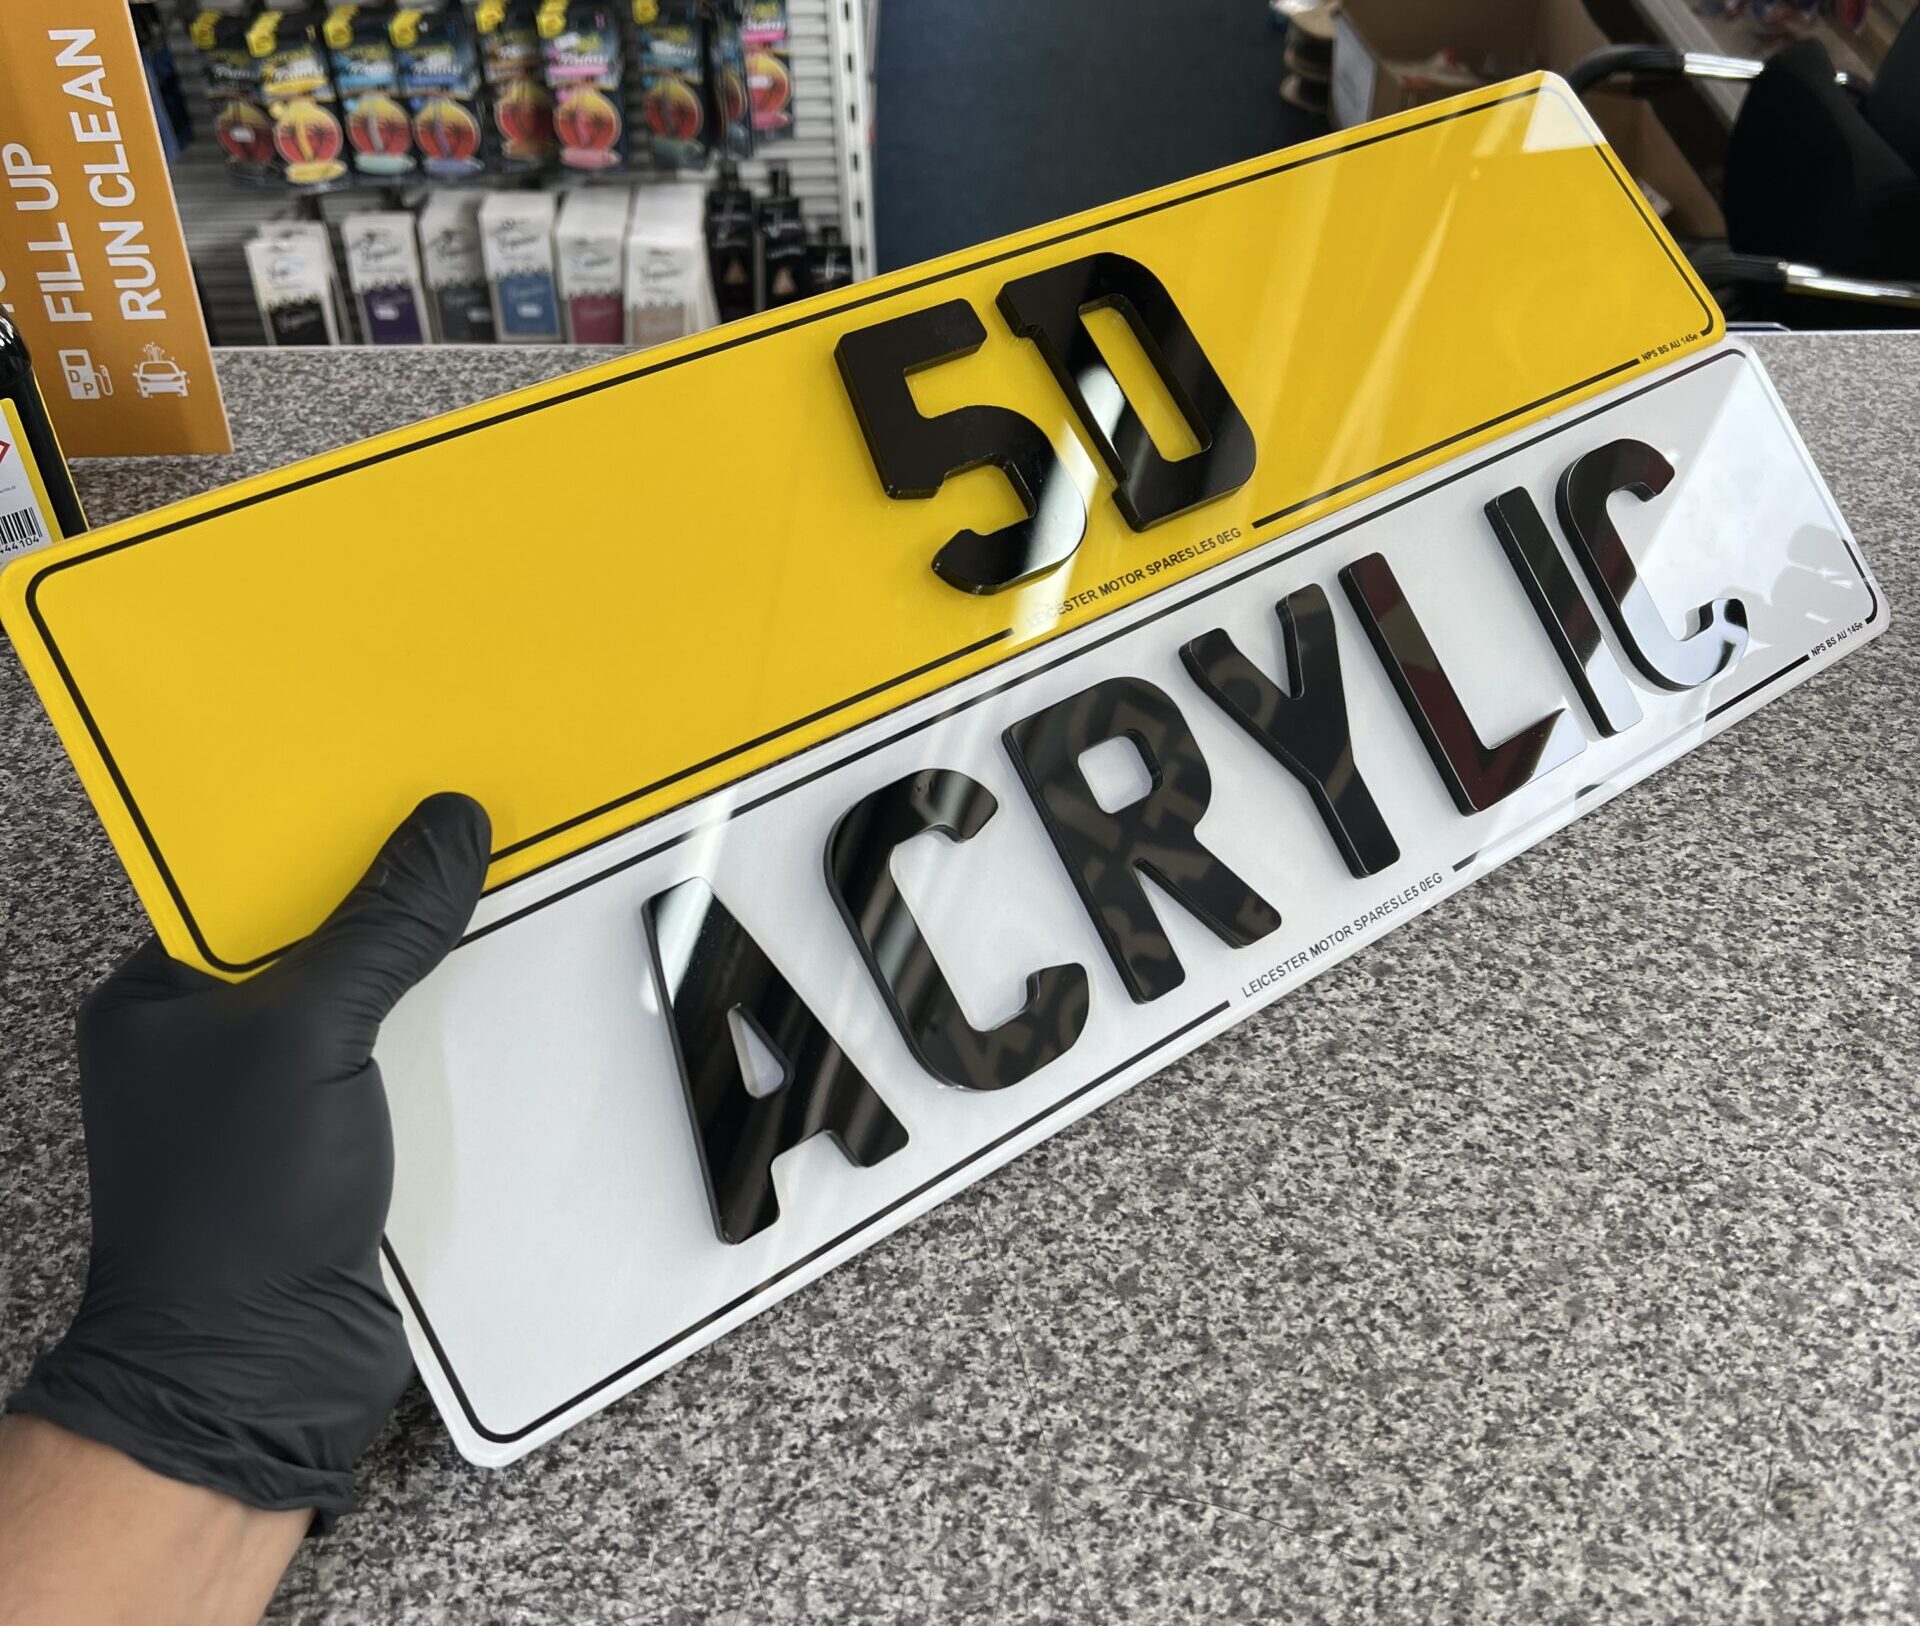 FILL UP
RUN CLEAN
D
P
444104
5D
NPS BS AU 145e
LEICESTER MOTOR SPARES LE5 0EG
ACRYLIC
NPS BS AU 145e
LEICESTER MOTOR SPARES LE5 0EG